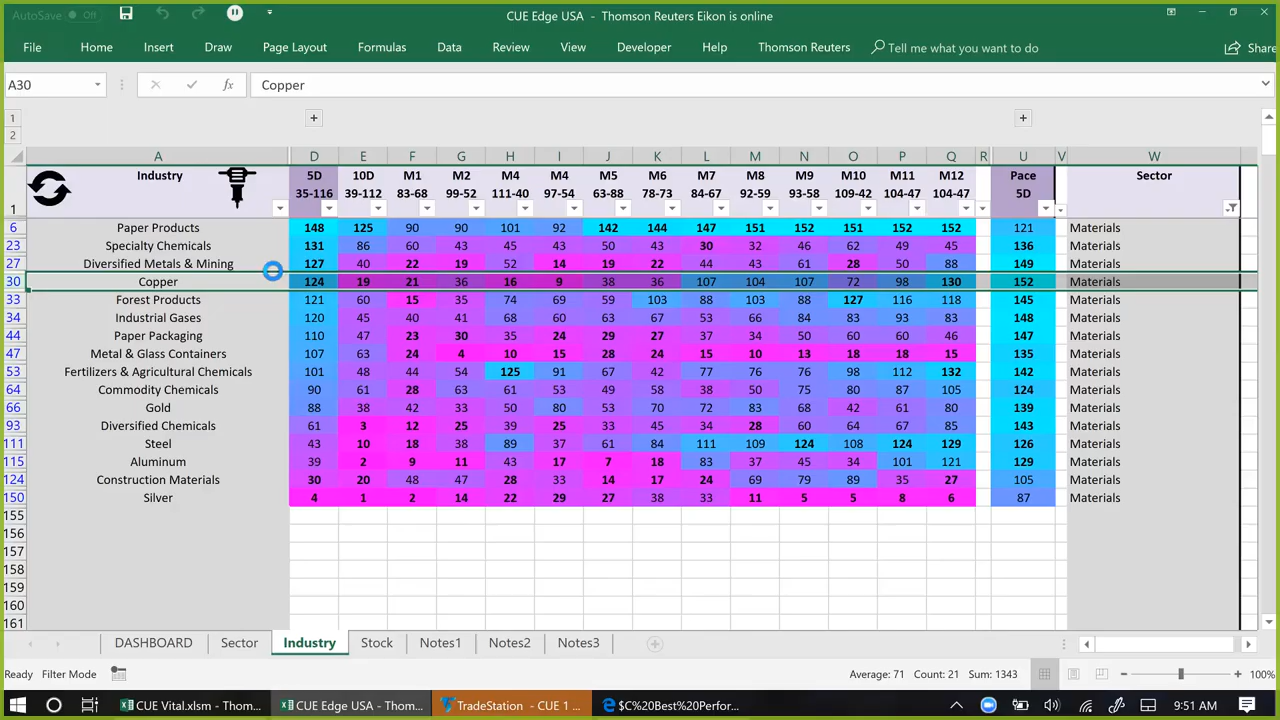 AutoSave Off CUE Edge USA - Thomson Reuters Eikon is online
File Home Insert Draw Page Layout Formulas Data Review View Developer Help Thomson Reuters Tell me what you want to do Share
A30 fx Copper
1
2
A D E F G H I J K L M N O P Q R U V W
Industry 5D 10D M1 M2 M4 M4 M5 M6 M7 M8 M9 M10 M11 M12 Pace Sector
1 35-116 39-112 83-68 99-52 111-40 97-54 63-88 78-73 84-67 92-59 93-58 109-42 104-47 104-47 5D
6 Paper Products 148 125 90 90 101 92 142 144 147 151 152 151 152 152 121 Materials
23 Specialty Chemicals 131 86 60 43 45 43 50 43 30 32 46 62 49 45 136 Materials
27 Diversified Metals & Mining 127 40 22 19 52 14 19 22 44 43 61 28 50 88 149 Materials
30 Copper 124 19 21 36 16 9 38 36 107 104 107 72 98 130 152 Materials
33 Forest Products 121 60 15 35 74 69 59 103 88 103 88 127 116 118 145 Materials
34 Industrial Gases 120 45 40 41 68 60 63 67 53 66 84 83 93 83 148 Materials
44 Paper Packaging 110 47 23 30 35 24 29 27 37 34 50 60 60 46 147 Materials
47 Metal & Glass Containers 107 63 24 4 10 15 28 24 15 10 13 18 18 15 135 Materials
53 Fertilizers & Agricultural Chemicals 101 48 44 54 125 91 67 42 77 76 76 98 112 132 142 Materials
64 Commodity Chemicals 90 61 28 63 61 53 49 58 38 50 75 80 87 105 124 Materials
66 Gold 88 38 42 33 50 80 53 70 72 83 68 42 61 80 139 Materials
93 Diversified Chemicals 61 3 12 25 39 25 33 45 38 28 60 64 67 85 143 Materials
111 Steel 43 10 18 38 89 37 61 84 111 109 124 108 124 129 126 Materials
115 Aluminum 39 2 9 11 43 17 7 18 83 37 45 34 101 121 129 Materials
124 Construction Materials 30 20 48 47 28 33 14 17 24 69 79 89 35 27 105 Materials
150 Silver 4 1 2 14 22 29 27 38 33 11 5 5 8 6 87 Materials
155
156
157
158
159
160
161
DASHBOARD Sector Industry Stock Notes1 Notes2 Notes3
Ready Filter Mode Average: 71 Count: 21 Sum: 1343 100%
CUE Vital.xlsm - Thom... CUE Edge USA - Thom... TradeStation - CUE 1 ... $C%20Best%20Perfor... 9:51 AM